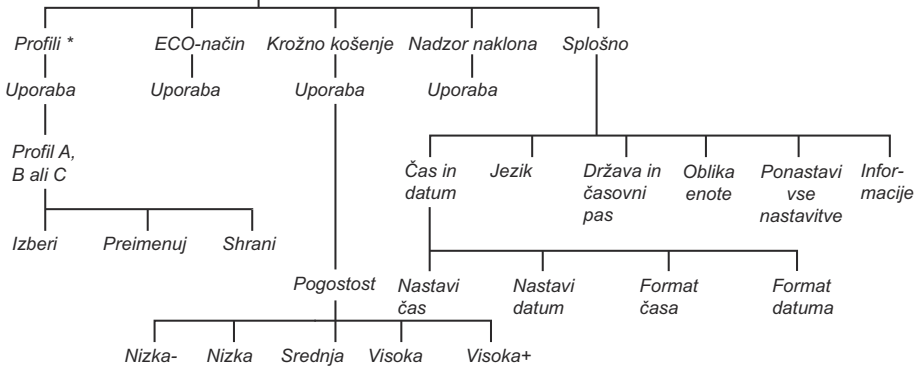 Profili * ECO-način Krožno košenje Nadzor naklona Splošno
Uporaba Uporaba Uporaba Uporaba
Profil A,
B ali C
Čas in
datum
Jezik
Država in
časovni
pas
Oblika
enote
Ponastavi
vse
nastavitve
Infor-
macije
Izberi Preimenuj Shrani
Pogostost
Nastavi
čas
Nastavi
datum
Format
časa
Format
datuma
Nizka- Nizka Srednja Visoka Visoka+